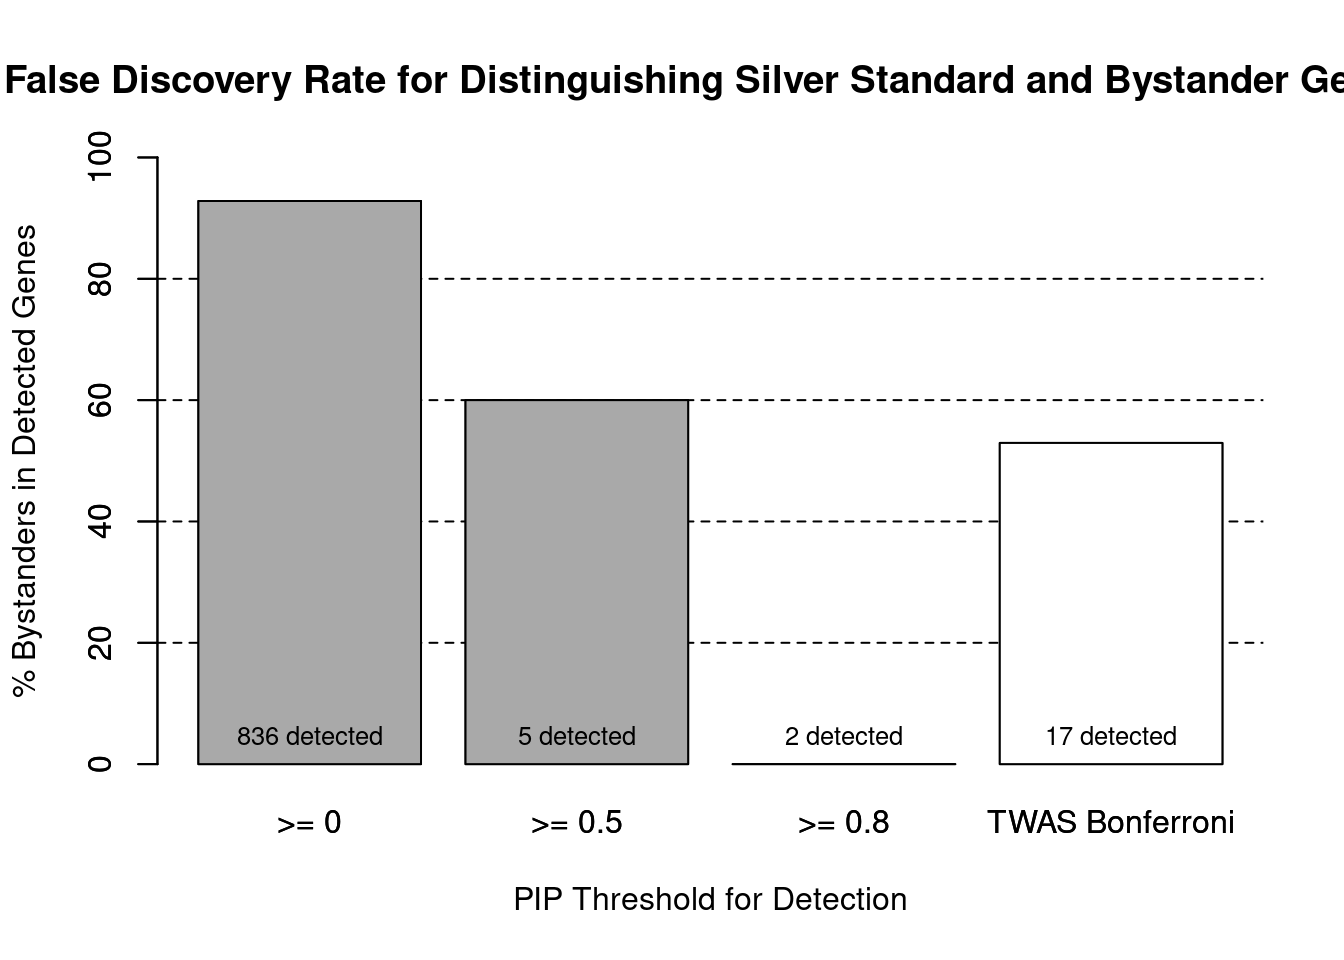 False Discovery Rate for Distinguishing Silver Standard and Bystander Ge
% Bystanders in Detected Genes
100
80
60
40
20
0
836 detected
5 detected
2 detected
17 detected
>= 0
>= 0.5
>= 0.8
TWAS Bonferroni
PIP Threshold for Detection